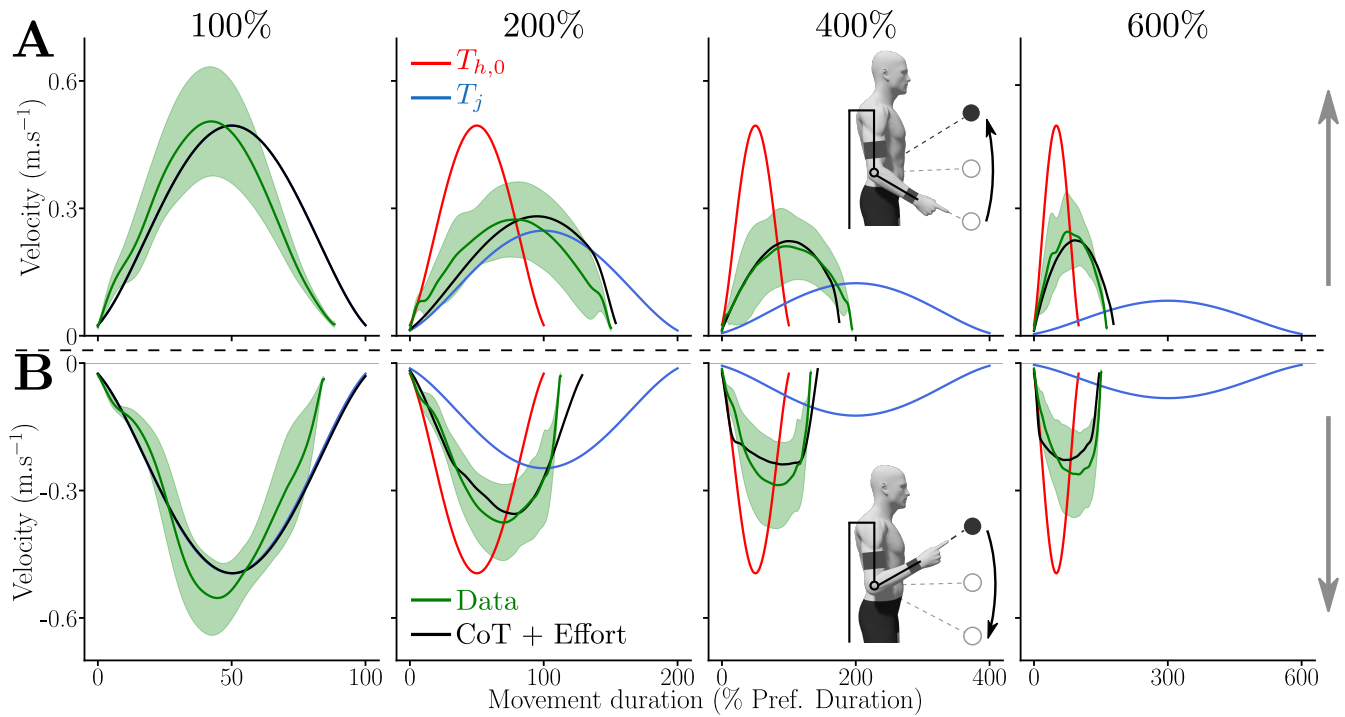 A
100%
200%
400%
600%
T_{h,0}
T_j
Velocity (m.s⁻¹)
0.6
0.3
0
B
0
-0.3
-0.6
Velocity (m.s⁻¹)
Data
CoT + Effort
0 50 100
0 100 200
0 200 400
0 300 600
Movement duration (% Pref. Duration)